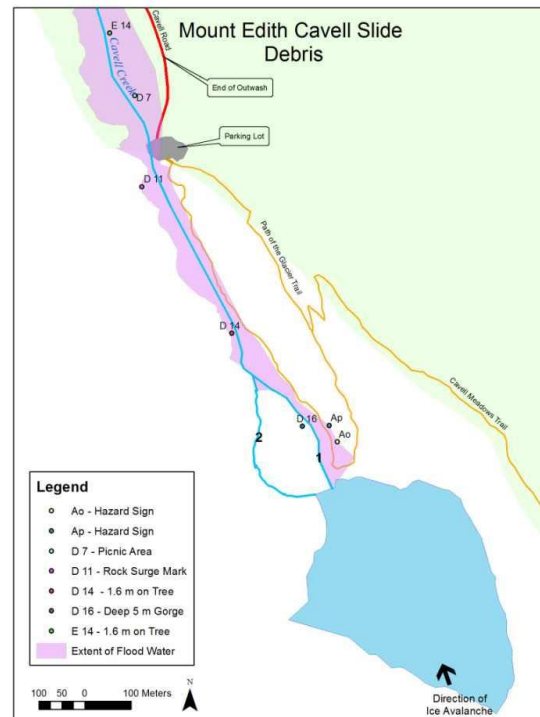 Mount Edith Cavell Slide
Debris
E 14
Cavell Road
Cavell Creek
End of Outwash
D 7
Parking Lot
D 11
Path of the Glacier Trail
D 14
Cavell Meadows Trail
D 16
Ap
Ao
2
1
Legend
Ao - Hazard Sign
Ap - Hazard Sign
D 7 - Picnic Area
D 11 - Rock Surge Mark
D 14 - 1.6 m on Tree
D 16 - Deep 5 m Gorge
E 14 - 1.6 m on Tree
Extent of Flood Water
N
100 50 0 100 Meters
Direction of
Ice Avalanche